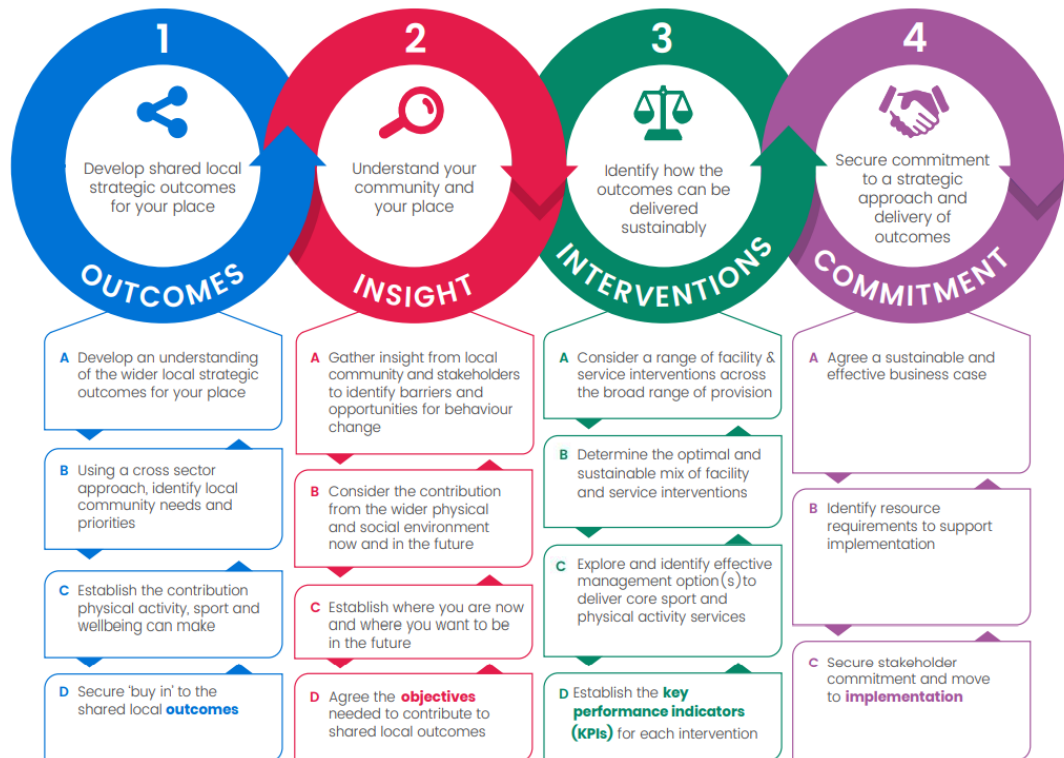 1
Develop shared local
strategic outcomes
for your place
OUTCOMES
A Develop an understanding
of the wider local strategic
outcomes for your place
B Using a cross sector
approach, identify local
community needs and
priorities
C Establish the contribution
physical activity, sport and
wellbeing can make
D Secure 'buy in' to the
shared local outcomes
2
Understand your
community and
your place
INSIGHT
A Gather insight from local
community and stakeholders
to identify barriers and
opportunities for behaviour
change
B Consider the contribution
from the wider physical
and social environment
now and in the future
C Establish where you are now
and where you want to be
in the future
D Agree the objectives
needed to contribute to
shared local outcomes
3
Identify how the
outcomes can be
delivered
sustainably
INTERVENTIONS
A Consider a range of facility &
service interventions across
the broad range of provision
B Determine the optimal and
sustainable mix of facility
and service interventions
C Explore and identify effective
management option(s)to
deliver core sport and
physical activity services
D Establish the key
performance indicators
(KPIs) for each intervention
4
Secure commitment
to a strategic
approach and
delivery of
outcomes
COMMITMENT
A Agree a sustainable and
effective business case
B Identify resource
requirements to support
implementation
C Secure stakeholder
commitment and move
to implementation